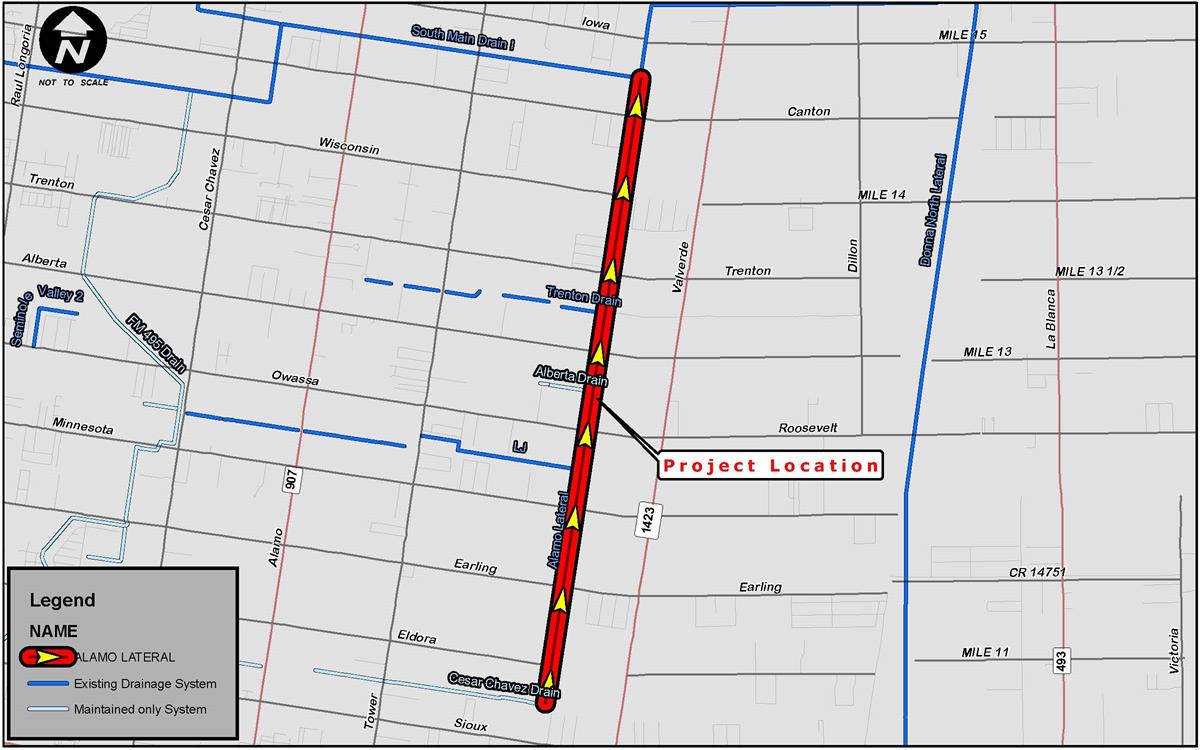 Iowa
South Main Drain I
MILE 15
Raul Longoria
N
NOT TO SCALE
Canton
Wisconsin
Cesar Chavez
Trenton
MILE 14
Donna North Lateral
Alberta
Valverde
Dillon
Trenton
MILE 13 1/2
Seminole
Valley 2
Trenton Drain
La Blanca
FM 495 Drain
MILE 13
Alberta Drain
Owassa
Minnesota
Roosevelt
LJ
Project Location
907
1423
Alamo Lateral
Alamo
Earling
Earling
CR 14751
Eldora
MILE 11
493
Victoria
Cesar Chavez Drain
Tower
Sioux
Legend
NAME
ALAMO LATERAL
Existing Drainage System
Maintained only System